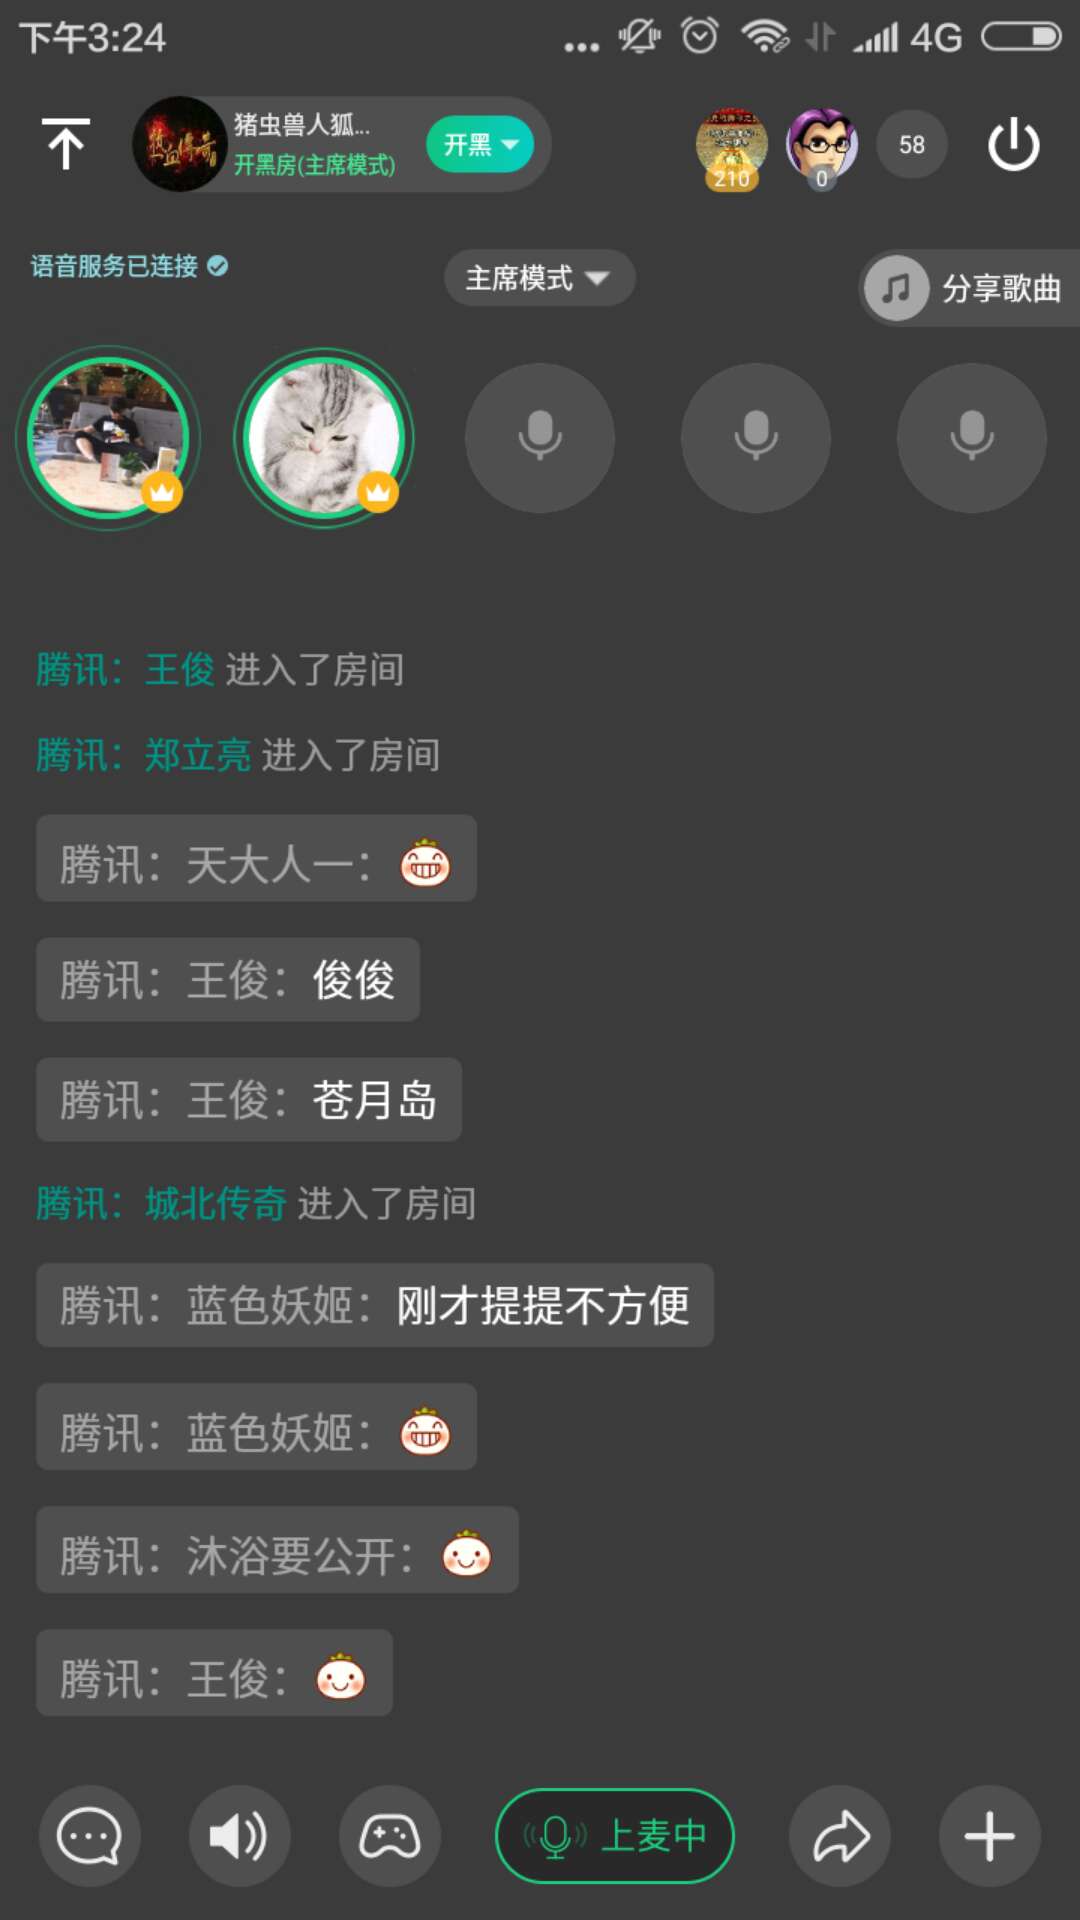 下午3:24
4G
热血传奇
猪虫兽人狐...
开黑房(主席模式)
开黑
210
0
58
语音服务已连接
主席模式
分享歌曲
腾讯：王俊 进入了房间
腾讯：郑立亮 进入了房间
腾讯：天大人一：
腾讯：王俊：俊俊
腾讯：王俊：苍月岛
腾讯：城北传奇 进入了房间
腾讯：蓝色妖姬：刚才提提不方便
腾讯：蓝色妖姬：
腾讯：沐浴要公开：
腾讯：王俊：
上麦中